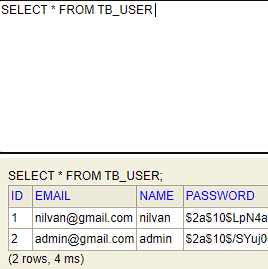 SELECT * FROM TB_USER
SELECT * FROM TB_USER;
ID EMAIL NAME PASSWORD
1 nilvan@gmail.com nilvan $2a$10$LpN4a
2 admin@gmail.com admin $2a$10$/SYuj0
(2 rows, 4 ms)